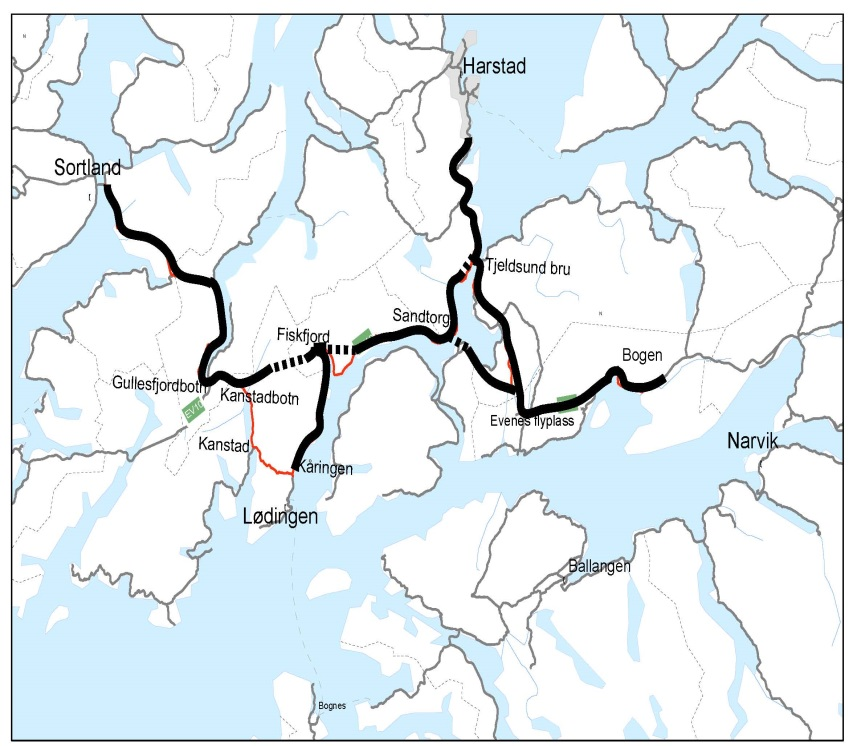 Harstad
Sortland
Tjeldsund bru
Sandtorg
Fiskfjord
Bogen
Gullesfjordbotn
Kanstadbotn
Evenes flyplass
Kanstad
Narvik
Kåringen
Lødingen
Ballangen
Bognes